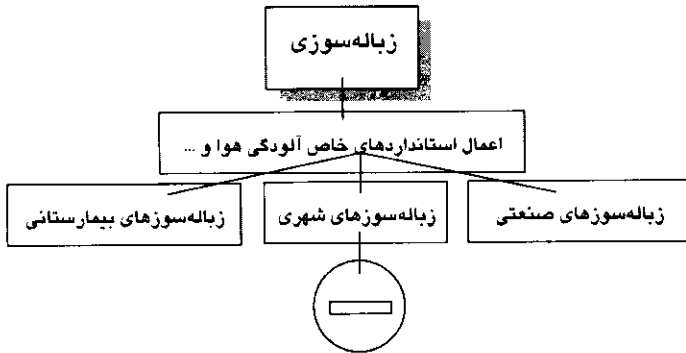 زباله‌سوزی
اعمال استانداردهای خاص آلودگی هوا و ...
زباله‌سوزهای صنعتی
زباله‌سوزهای شهری
زباله‌سوزهای بیمارستانی